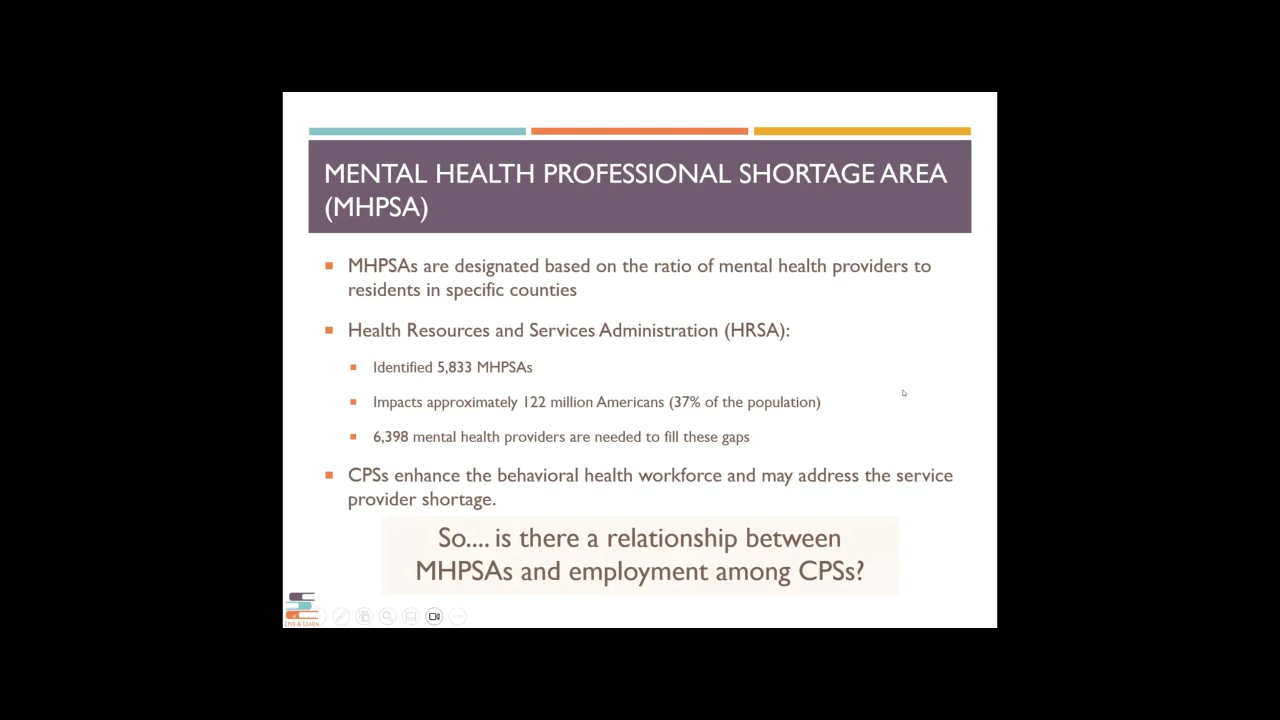 MENTAL HEALTH PROFESSIONAL SHORTAGE AREA
(MHPSA)
MHPSAs are designated based on the ratio of mental health providers to
residents in specific counties
Health Resources and Services Administration (HRSA):
Identified 5,833 MHPSAs
Impacts approximately 122 million Americans (37% of the population)
6,398 mental health providers are needed to fill these gaps
CPSs enhance the behavioral health workforce and may address the service
provider shortage.
So.... is there a relationship between
MHPSAs and employment among CPSs?
LIVE & LEARN